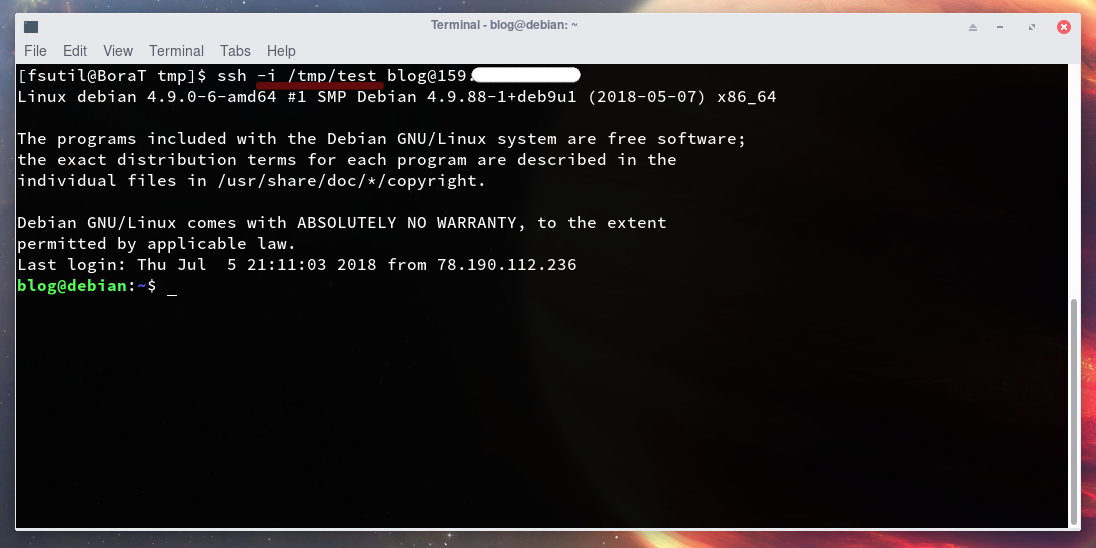 Terminal - blog@debian: ~
File Edit View Terminal Tabs Help
[fsutil@BoraT tmp]$ ssh -i /tmp/test blog@159.
Linux debian 4.9.0-6-amd64 #1 SMP Debian 4.9.88-1+deb9u1 (2018-05-07) x86_64
The programs included with the Debian GNU/Linux system are free software;
the exact distribution terms for each program are described in the
individual files in /usr/share/doc/*/copyright.
Debian GNU/Linux comes with ABSOLUTELY NO WARRANTY, to the extent
permitted by applicable law.
Last login: Thu Jul  5 21:11:03 2018 from 78.190.112.236
blog@debian:~$ _